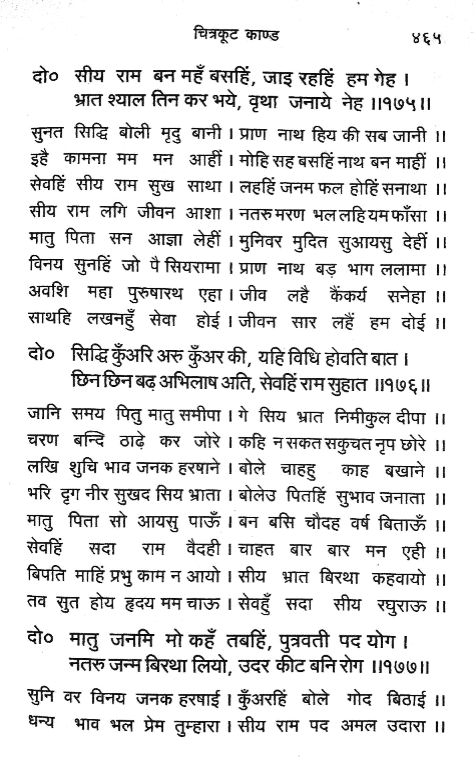 चित्रकूट काण्ड ४६५
दो० सीय राम बन महँ बसहिं, जाइ रहहिं हम गेह ।
भ्रात श्याल तिन कर भये, वृथा जनाये नेह ।।१७५।।
सुनत सिद्धि बोली मृदु बानी । प्राण नाथ हिय की सब जानी ।।
इहै कामना मम मन आहीं । मोहि सह बसहिं नाथ बन माहीं ।।
सेवहिं सीय राम सुख साथा । लहहिं जनम फल होहिं सनाथा ।।
सीय राम लगि जीवन आशा । नतरु मरण भल लहि यम फाँसा ।।
मातु पिता सन आज्ञा लेहीं । मुनिवर मुदित सुआयसु देहीं ।।
विनय सुनहिं जो पै सियरामा । प्राण नाथ बड़ भाग ललामा ।।
अवशि महा पुरुषारथ एहा । जीव लहै कैंकर्य सनेहा ।।
साथहि लखनहुँ सेवा होई । जीवन सार लहैं हम दोई ।।
दो० सिद्धि कुँअरि अरु कुँअर की, यहि विधि होवति बात ।
छिन छिन बढ़ अभिलाष अति, सेवहिं राम सुहात ।।१७६।।
जानि समय पितु मातु समीपा । गे सिय भ्रात निमीकुल दीपा ।।
चरण बन्दि ठाढ़े कर जोरे । कहि न सकत सकुचत नृप छोरे ।।
लखि शुचि भाव जनक हरषाने । बोले चाहहु काह बखाने ।।
भरि दृग नीर सुखद सिय भ्राता । बोलेउ पितहिं सुभाव जनाता ।।
मातु पिता सो आयसु पाऊँ । बन बसि चौदह वर्ष बिताऊँ ।।
सेवहिं सदा राम वैदही । चाहत बार बार मन एही ।।
बिपति माहिं प्रभु काम न आयो । सीय भ्रात बिरथा कहवायो ।।
तव सुत होय हृदय मम चाऊ । सेवहुँ सदा सीय रघुराऊ ।।
दो० मातु जनमि मो कहँ तबहिं, पुत्रवती पद योग ।
नतरु जन्म बिरथा लियो, उदर कीट बनि रोग ।।१७७।।
सुनि वर विनय जनक हरषाई । कुँअरहिं बोले गोद बिठाई ।।
धन्य भाव भल प्रेम तुम्हारा । सीय राम पद अमल उदारा ।।